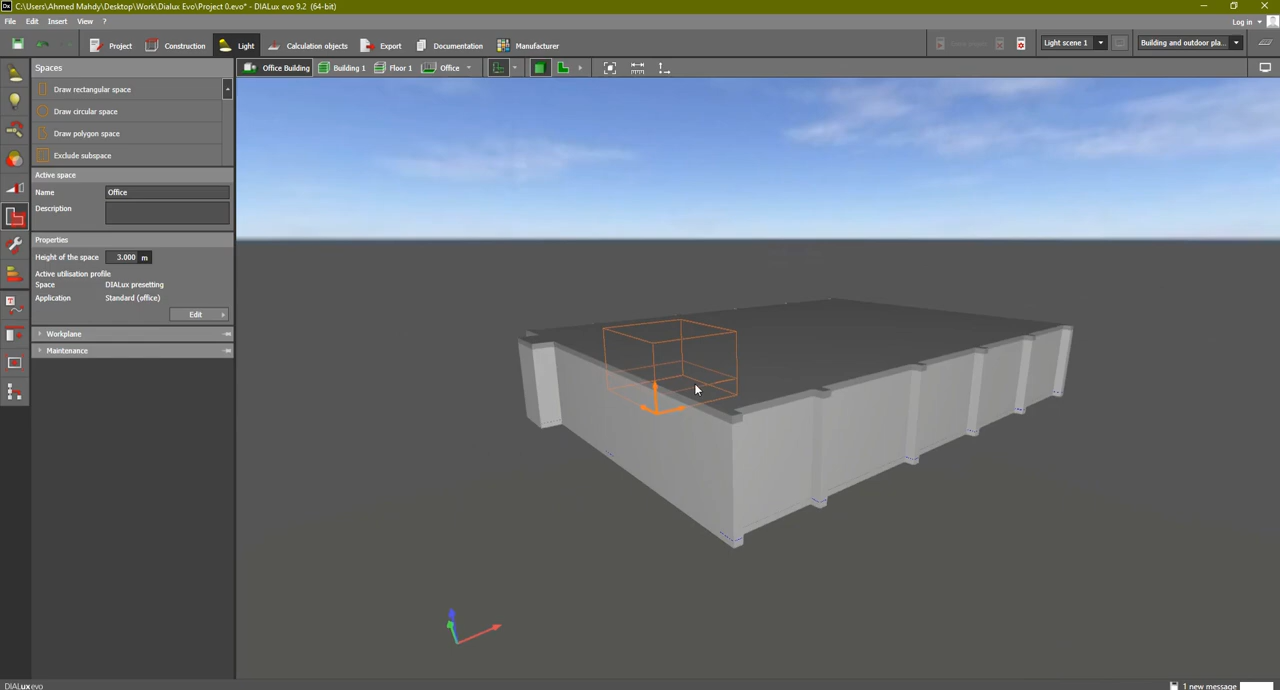 C:\Users\Ahmed Mahdy\Desktop\Work\Dialux Evo\Project 0.evo* - DIALux evo 9.2 (64-bit)
File Edit Insert View ?
Log in
Project Construction Light Calculation objects Export Documentation Manufacturer
Light scene 1 Building and outdoor pla...
Spaces
Office Building Building 1 Floor 1 Office
Draw rectangular space
Draw circular space
Draw polygon space
Exclude subspace
Active space
Name Office
Description
Properties
Height of the space 3.000 m
Active utilisation profile
Space DIALux presetting
Application Standard (office)
Edit
Workplane
Maintenance
DIALux evo
1 new message